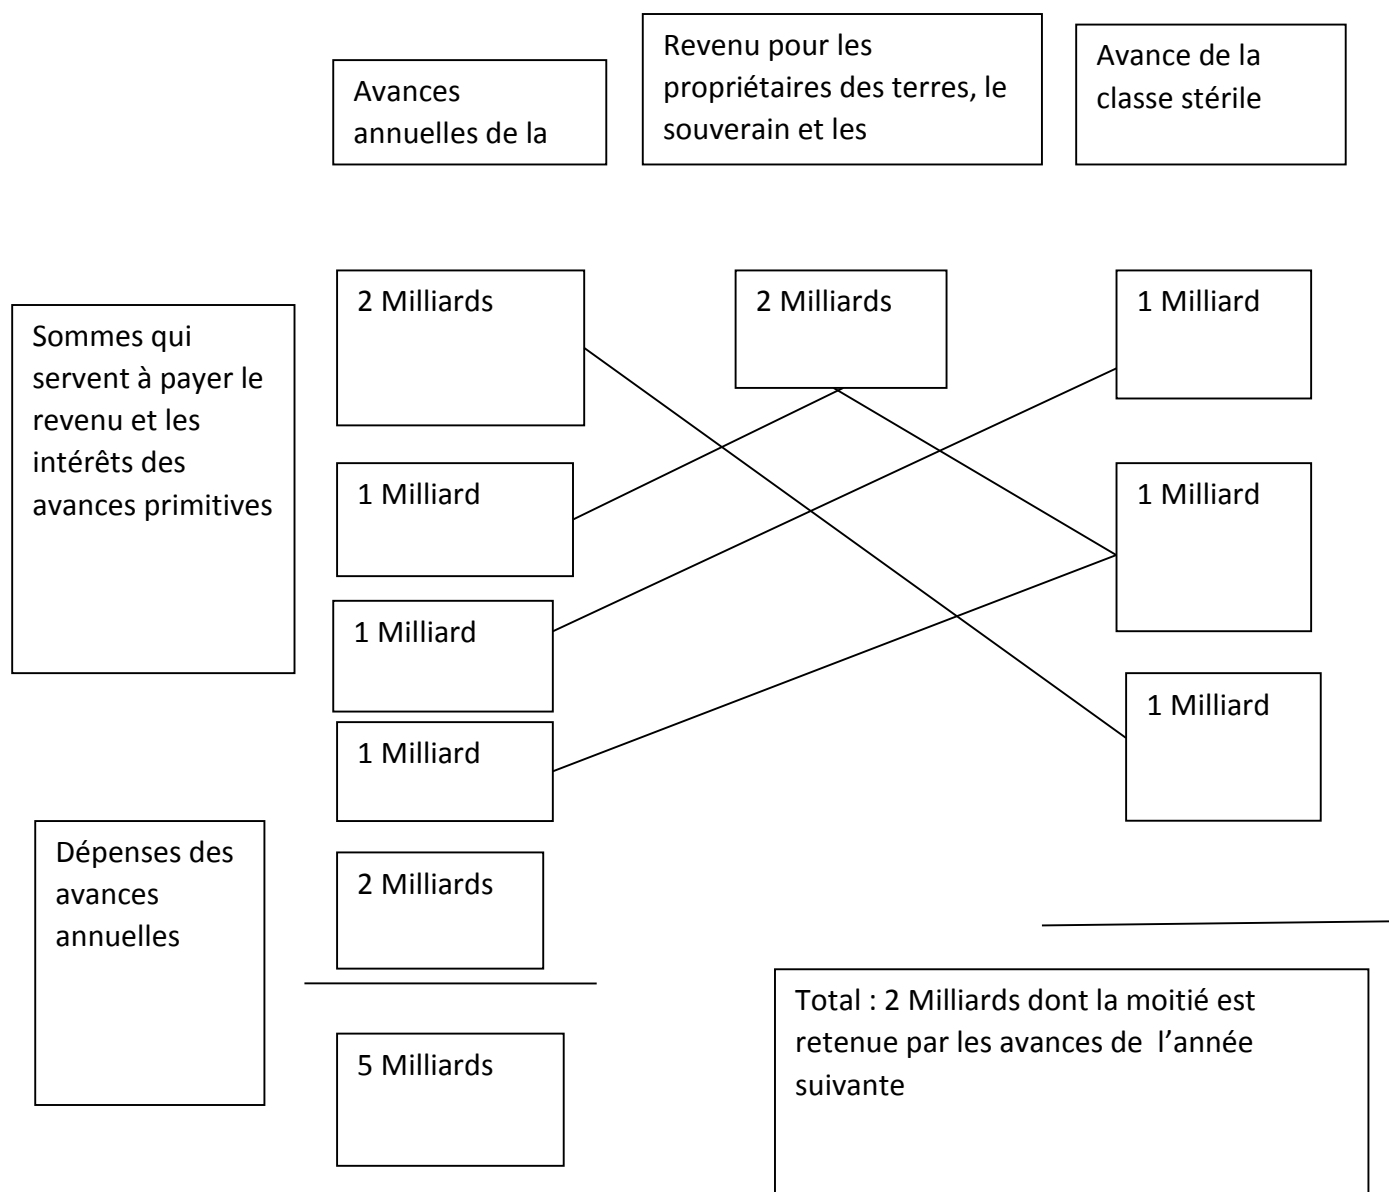 Avances
annuelles de la
Revenu pour les
propriétaires des terres, le
souverain et les
Avance de la
classe stérile
Sommes qui
servent à payer le
revenu et les
intérêts des
avances primitives
2 Milliards
2 Milliards
1 Milliard
1 Milliard
1 Milliard
1 Milliard
1 Milliard
1 Milliard
Dépenses des
avances
annuelles
2 Milliards
5 Milliards
Total : 2 Milliards dont la moitié est
retenue par les avances de l’année
suivante